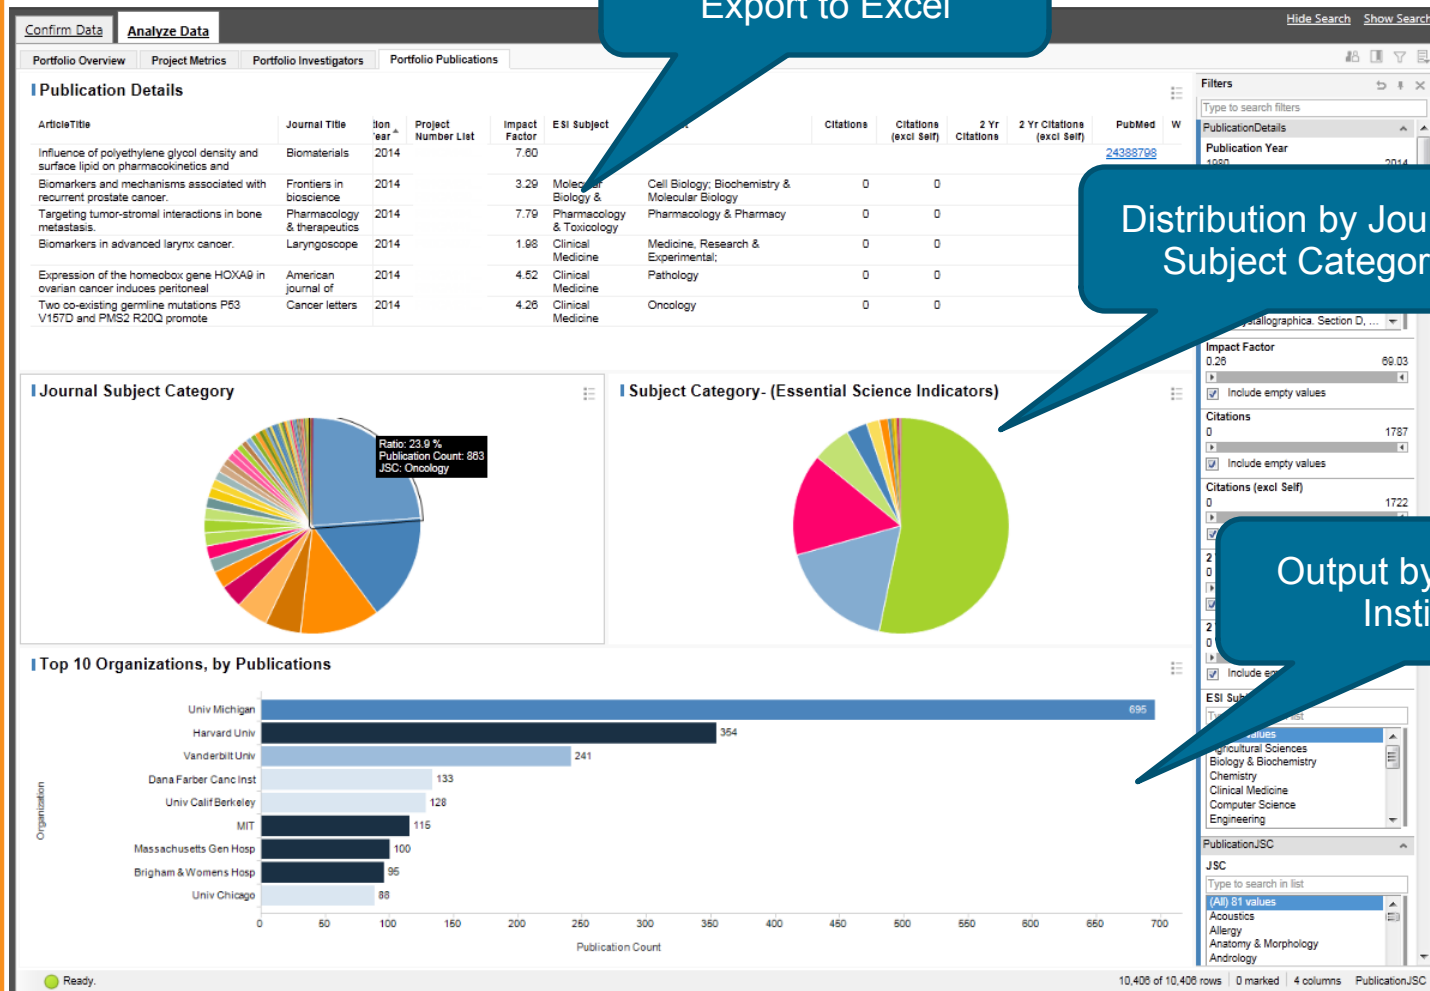 Export to Excel
Hide Search Show Search
Confirm Data Analyze Data
Portfolio Overview Project Metrics Portfolio Investigators Portfolio Publications
Publication Details
ArticleTitle Journal Title Project Number List Impact Factor ESI Subject Citations Citations (excl Self) 2 Yr Citations 2 Yr Citations (excl Self) PubMed W
Influence of polyethylene glycol density and Biomaterials 2014 7.60 24388798
surface lipid on pharmacokinetics and
Biomarkers and mechanisms associated with Frontiers in 2014 3.29 Molecular Cell Biology; Biochemistry & 0 0
recurrent prostate cancer. bioscience Biology & Molecular Biology
Targeting tumor-stromal interactions in bone Pharmacology 2014 7.79 Pharmacology Pharmacology & Pharmacy 0 0
metastasis. & therapeutics & Toxicology
Biomarkers in advanced larynx cancer. Laryngoscope 2014 1.98 Clinical Medicine, Research & 0 0
Medicine Experimental;
Expression of the homeobox gene HOXA9 in American 2014 4.52 Clinical Pathology 0 0
ovarian cancer induces peritoneal journal of Medicine
Two co-existing germline mutations P53 Cancer letters 2014 4.26 Clinical Oncology 0 0
V157D and PMS2 R20Q promote Medicine
Filters
Type to search filters
PublicationDetails
Publication Year
1980 2014
Distribution by
Subject
Section D, ...
Impact Factor
0.26 69.03
Include empty values
Citations
0 1787
Include empty values
Citations (excl Self)
0 1722
Output by
2
0
2
0
Include
ESI
Agricultural Sciences
Biology & Biochemistry
Chemistry
Clinical Medicine
Computer Science
Engineering
PublicationJSC
JSC
Type to search in list
(All) 81 values
Acoustics
Allergy
Anatomy & Morphology
Andrology
Journal Subject Category
Ratio: 23.9 %
Publication Count: 863
JSC: Oncology
Subject Category- (Essential Science Indicators)
Top 10 Organizations, by Publications
Organization
Univ Michigan 695
Harvard Univ 354
Vanderbilt Univ 241
Dana Farber Canc Inst 133
Univ Calif Berkeley 128
MIT 115
Massachusetts Gen Hosp 100
Brigham & Womens Hosp 95
Univ Chicago 88
0 50 100 150 200 250 300 350 400 450 500 550 600 650 700
Publication Count
Ready.
10,406 of 10,406 rows 0 marked 4 columns PublicationJSC